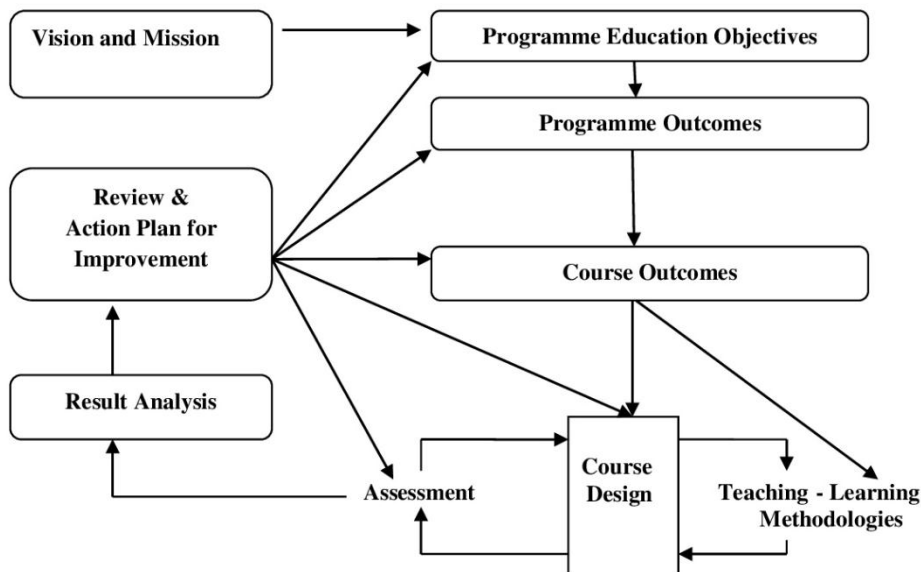 Vision and Mission
Programme Education Objectives
Programme Outcomes
Review &
Action Plan for
Improvement
Course Outcomes
Result Analysis
Assessment
Course
Design
Teaching - Learning
Methodologies